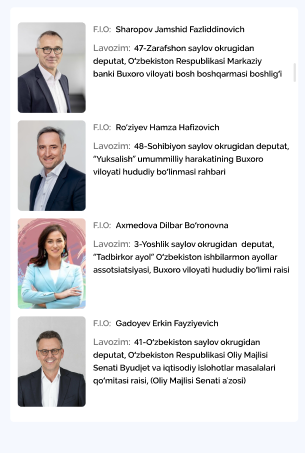 F.I.O: Sharopov Jamshid Fazliddinovich
Lavozim: 47-Zarafshon saylov okrugidan
deputat, O‘zbekiston Respublikasi Markaziy
banki Buxoro viloyati bosh boshqarmasi boshlig‘i
F.I.O: Ro‘ziyev Hamza Hafizovich
Lavozim: 48-Sohibiyon saylov okrugidan deputat,
“Yuksalish” umummilliy harakatining Buxoro
viloyati hududiy bo‘linmasi rahbari
F.I.O: Axmedova Dilbar Bo‘ronovna
Lavozim: 3-Yoshlik saylov okrugidan deputat,
“Tadbirkor ayol” O‘zbekiston ishbilarmon ayollar
assotsiatsiyasi, Buxoro viloyati hududiy bo‘limi raisi
F.I.O: Gadoyev Erkin Fayziyevich
Lavozim: 41-O‘zbekiston saylov okrugidan
deputat, O‘zbekiston Respublikasi Oliy Majlisi
Senati Byudjet va iqtisodiy islohotlar masalalari
qo‘mitasi raisi, (Oliy Majlisi Senati a’zosi)